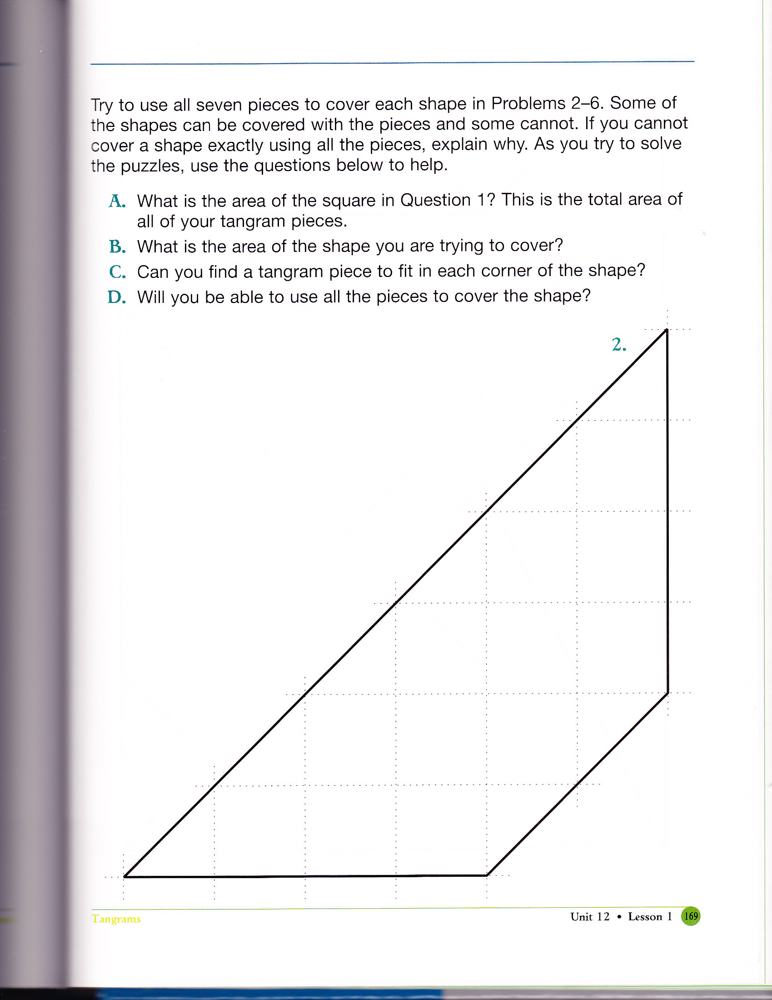 Try to use all seven pieces to cover each shape in Problems 2–6. Some of
the shapes can be covered with the pieces and some cannot. If you cannot
cover a shape exactly using all the pieces, explain why. As you try to solve
the puzzles, use the questions below to help.
A. What is the area of the square in Question 1? This is the total area of
all of your tangram pieces.
B. What is the area of the shape you are trying to cover?
C. Can you find a tangram piece to fit in each corner of the shape?
D. Will you be able to use all the pieces to cover the shape?
2.
Tangrams Unit 12 • Lesson 1 169